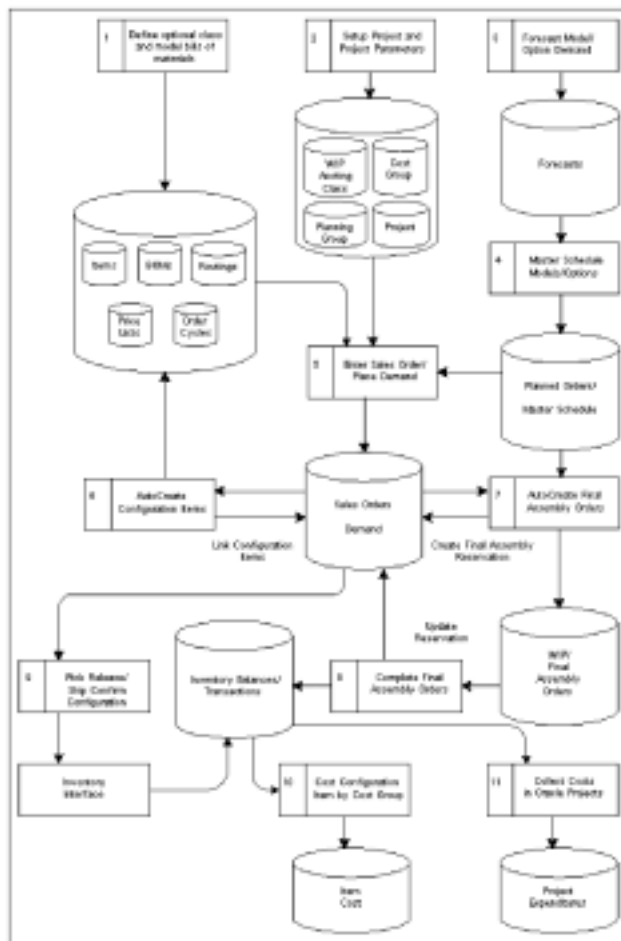 1
Define optional class
and model bills of
materials
2
Setup Project and
Project Parameters
3
Forecast Model/
Option Demand
WIP
Accounting
Class
Cost
Group
Planning
Group
Project
Forecasts
Items
Bills
Routings
Price
Lists
Order
Cycles
4
Master Schedule
Models/Options
5
Enter Sales Order/
Place Demand
Planned Orders/
Master Schedule
6
AutoCreate
Configuration Items
Sales Orders
Demand
7
AutoCreate Final
Assembly Orders
Link Configuration
Items
Create Final Assembly
Reservation
Update
Reservation
9
Pick Release/
Ship Confirm
Configuration
Inventory Balances/
Transactions
8
Complete Final
Assembly Orders
WIP/
Final
Assembly
Orders
Inventory
Interface
10
Cost Configuration
Item by Cost Group
11
Collect Costs
in Oracle Projects
Item
Cost
Project
Expenditures